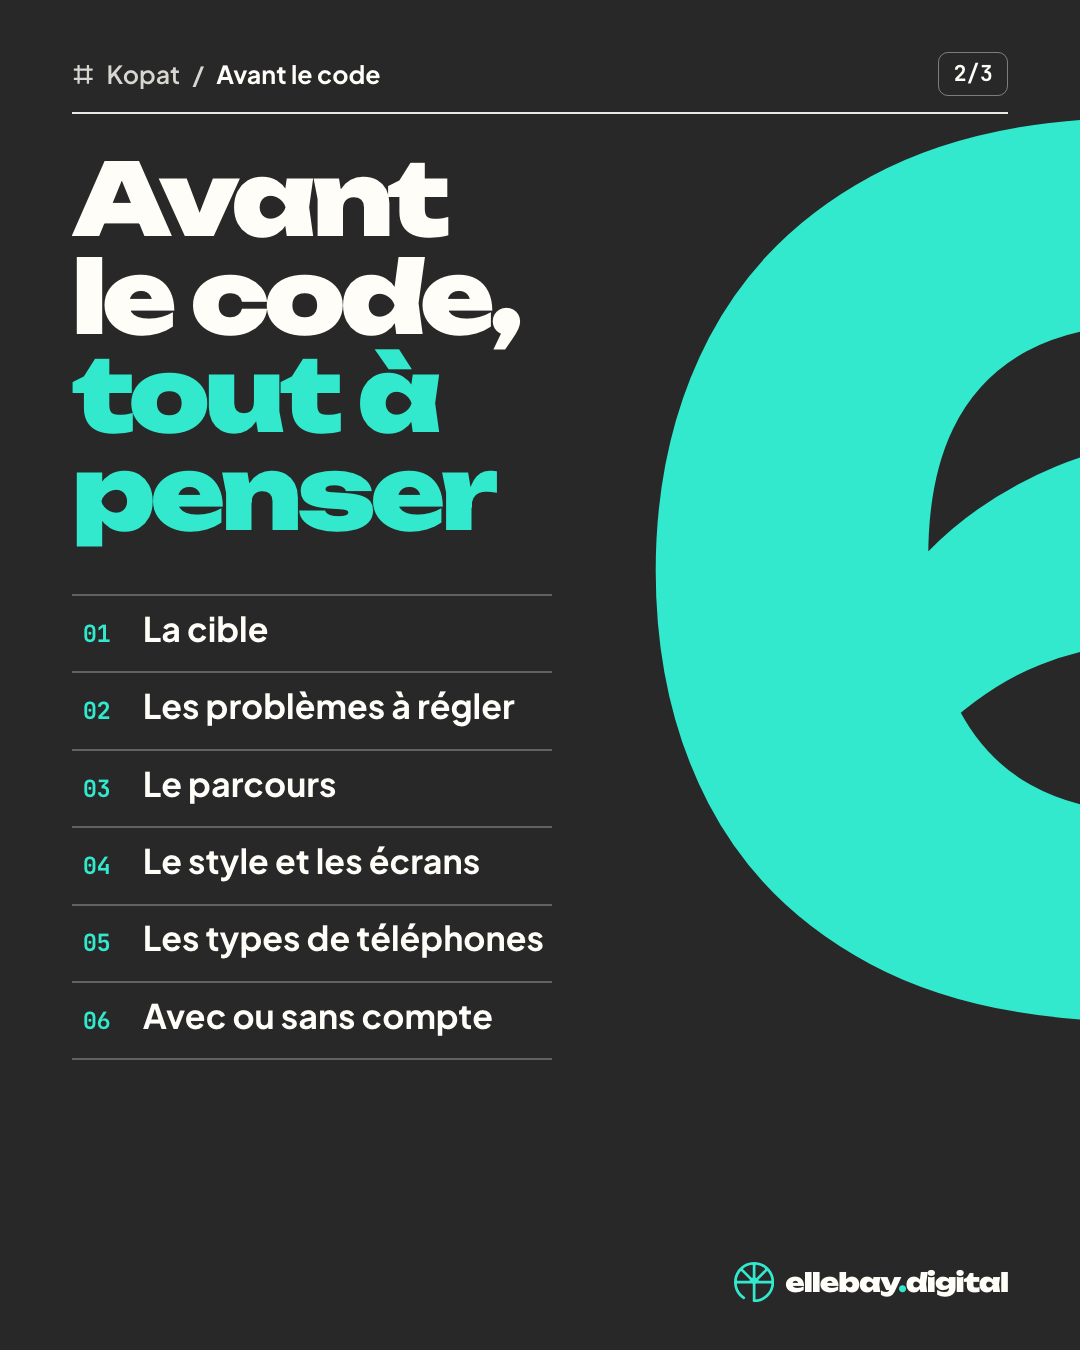 # Kopat / Avant le code
2/3
Avant
le code,
tout à
penser
01 La cible
02 Les problèmes à régler
03 Le parcours
04 Le style et les écrans
05 Les types de téléphones
06 Avec ou sans compte
ellebay.digital